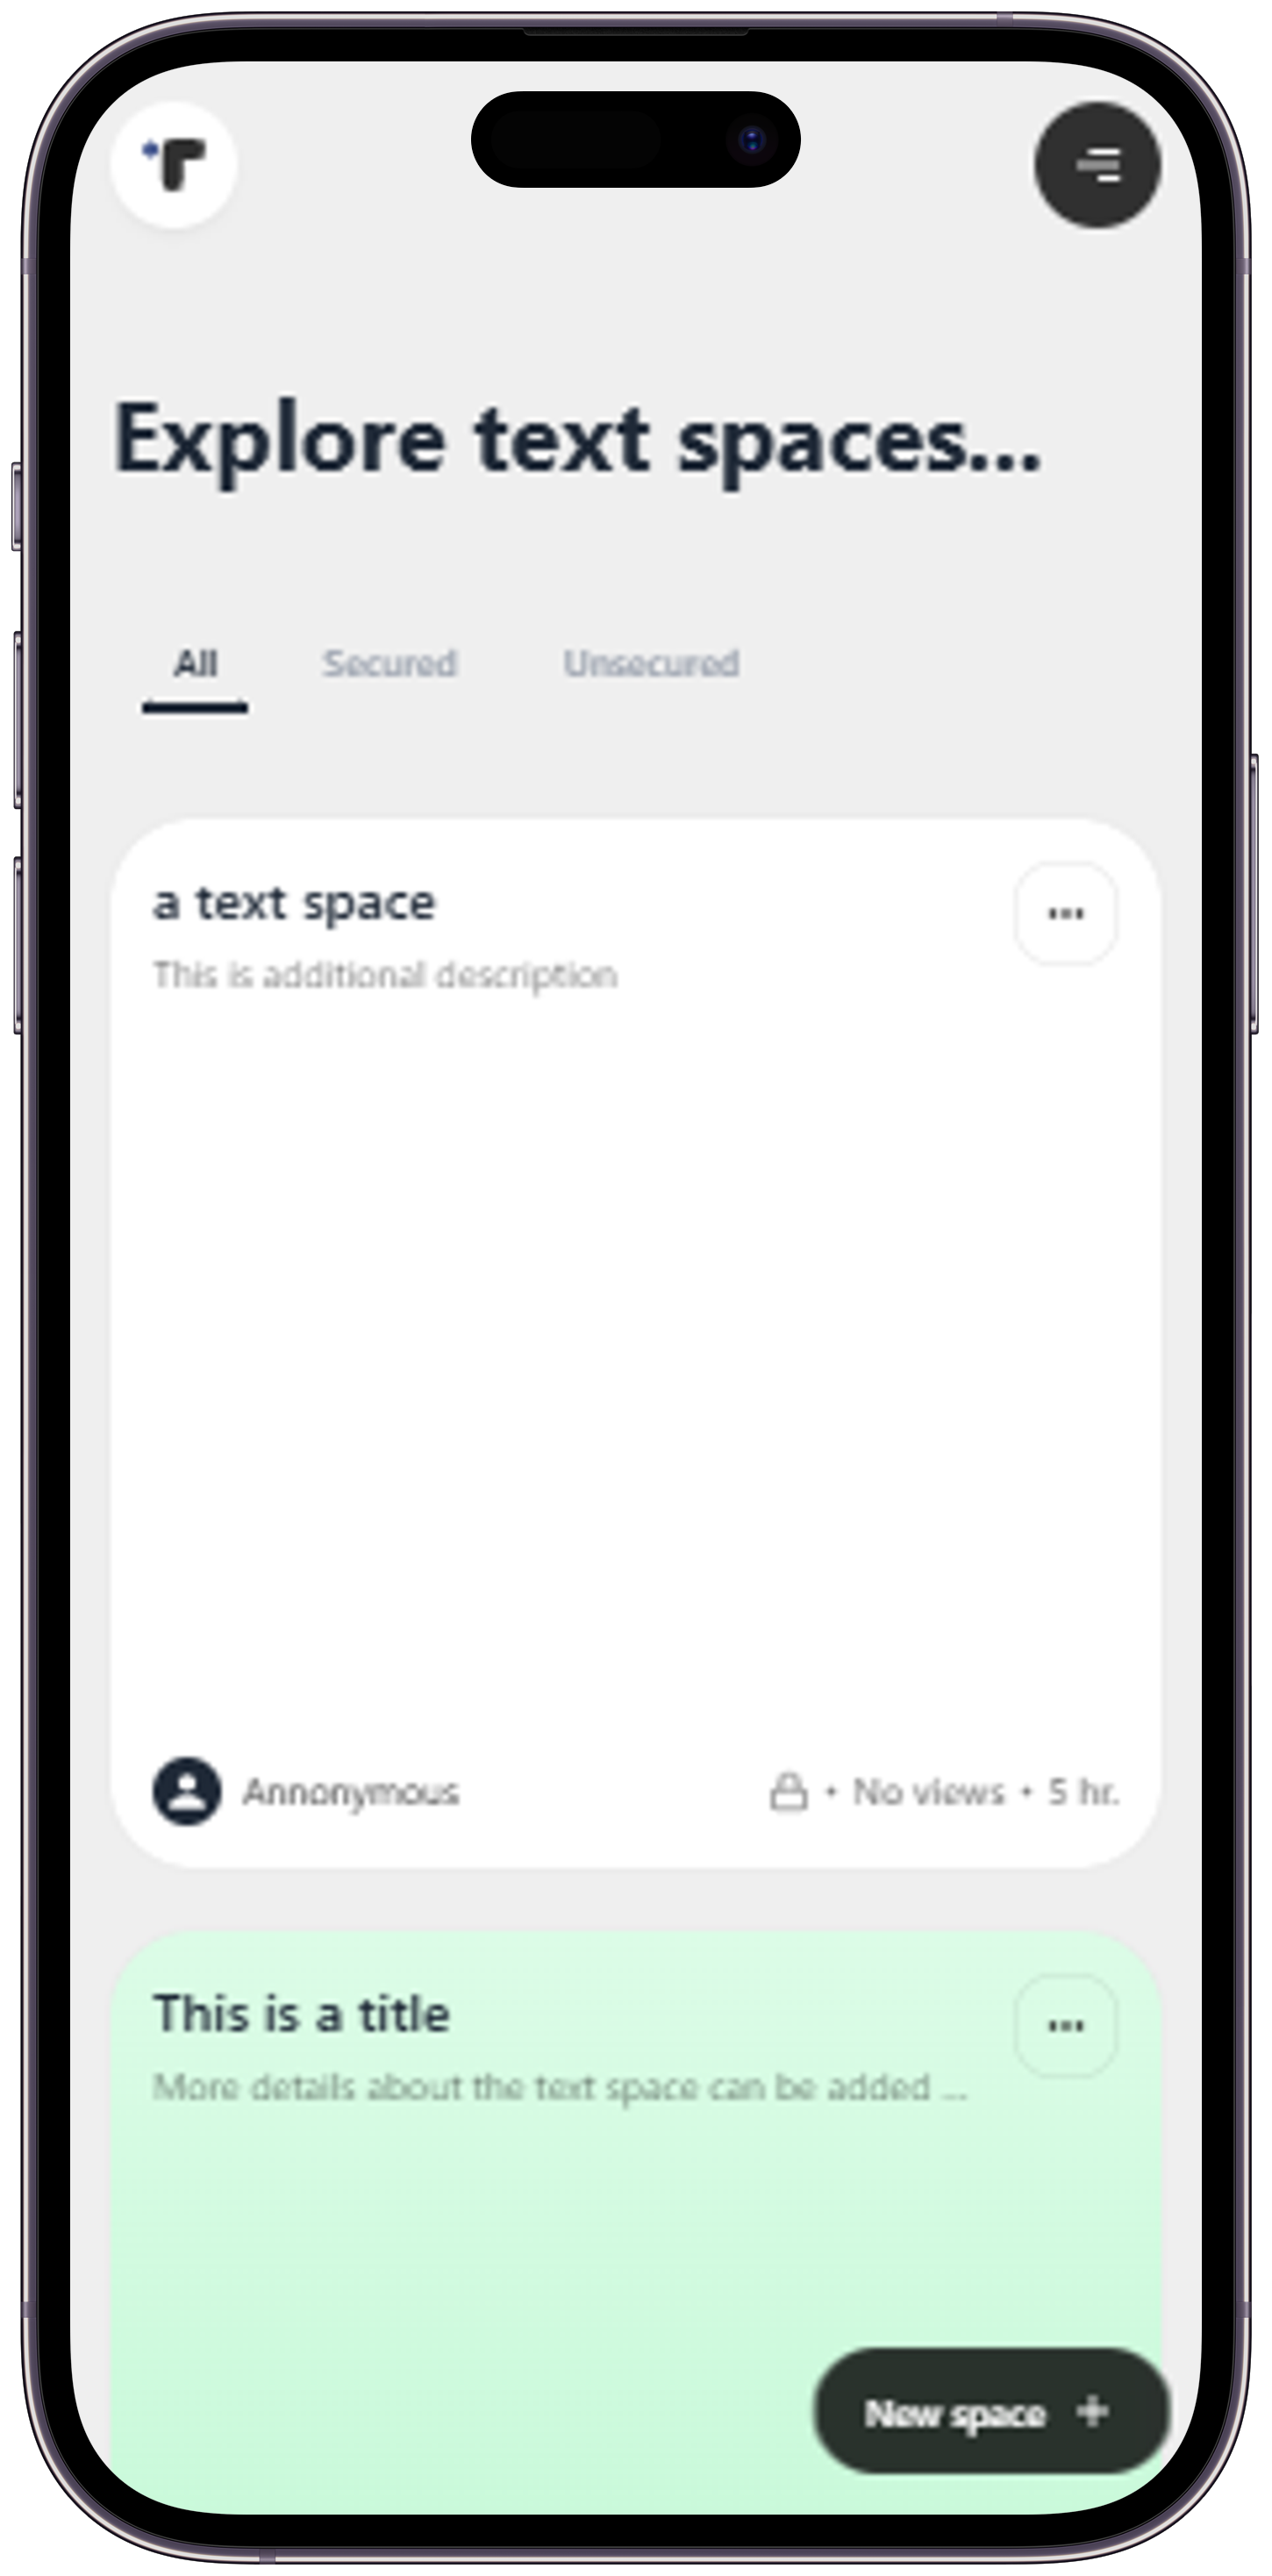 Explore text spaces...
All Secured Unsecured
a text space
This is additional description
Annonymous • No views • 5 hr.
This is a title
More details about the text space can be added ...
New space +